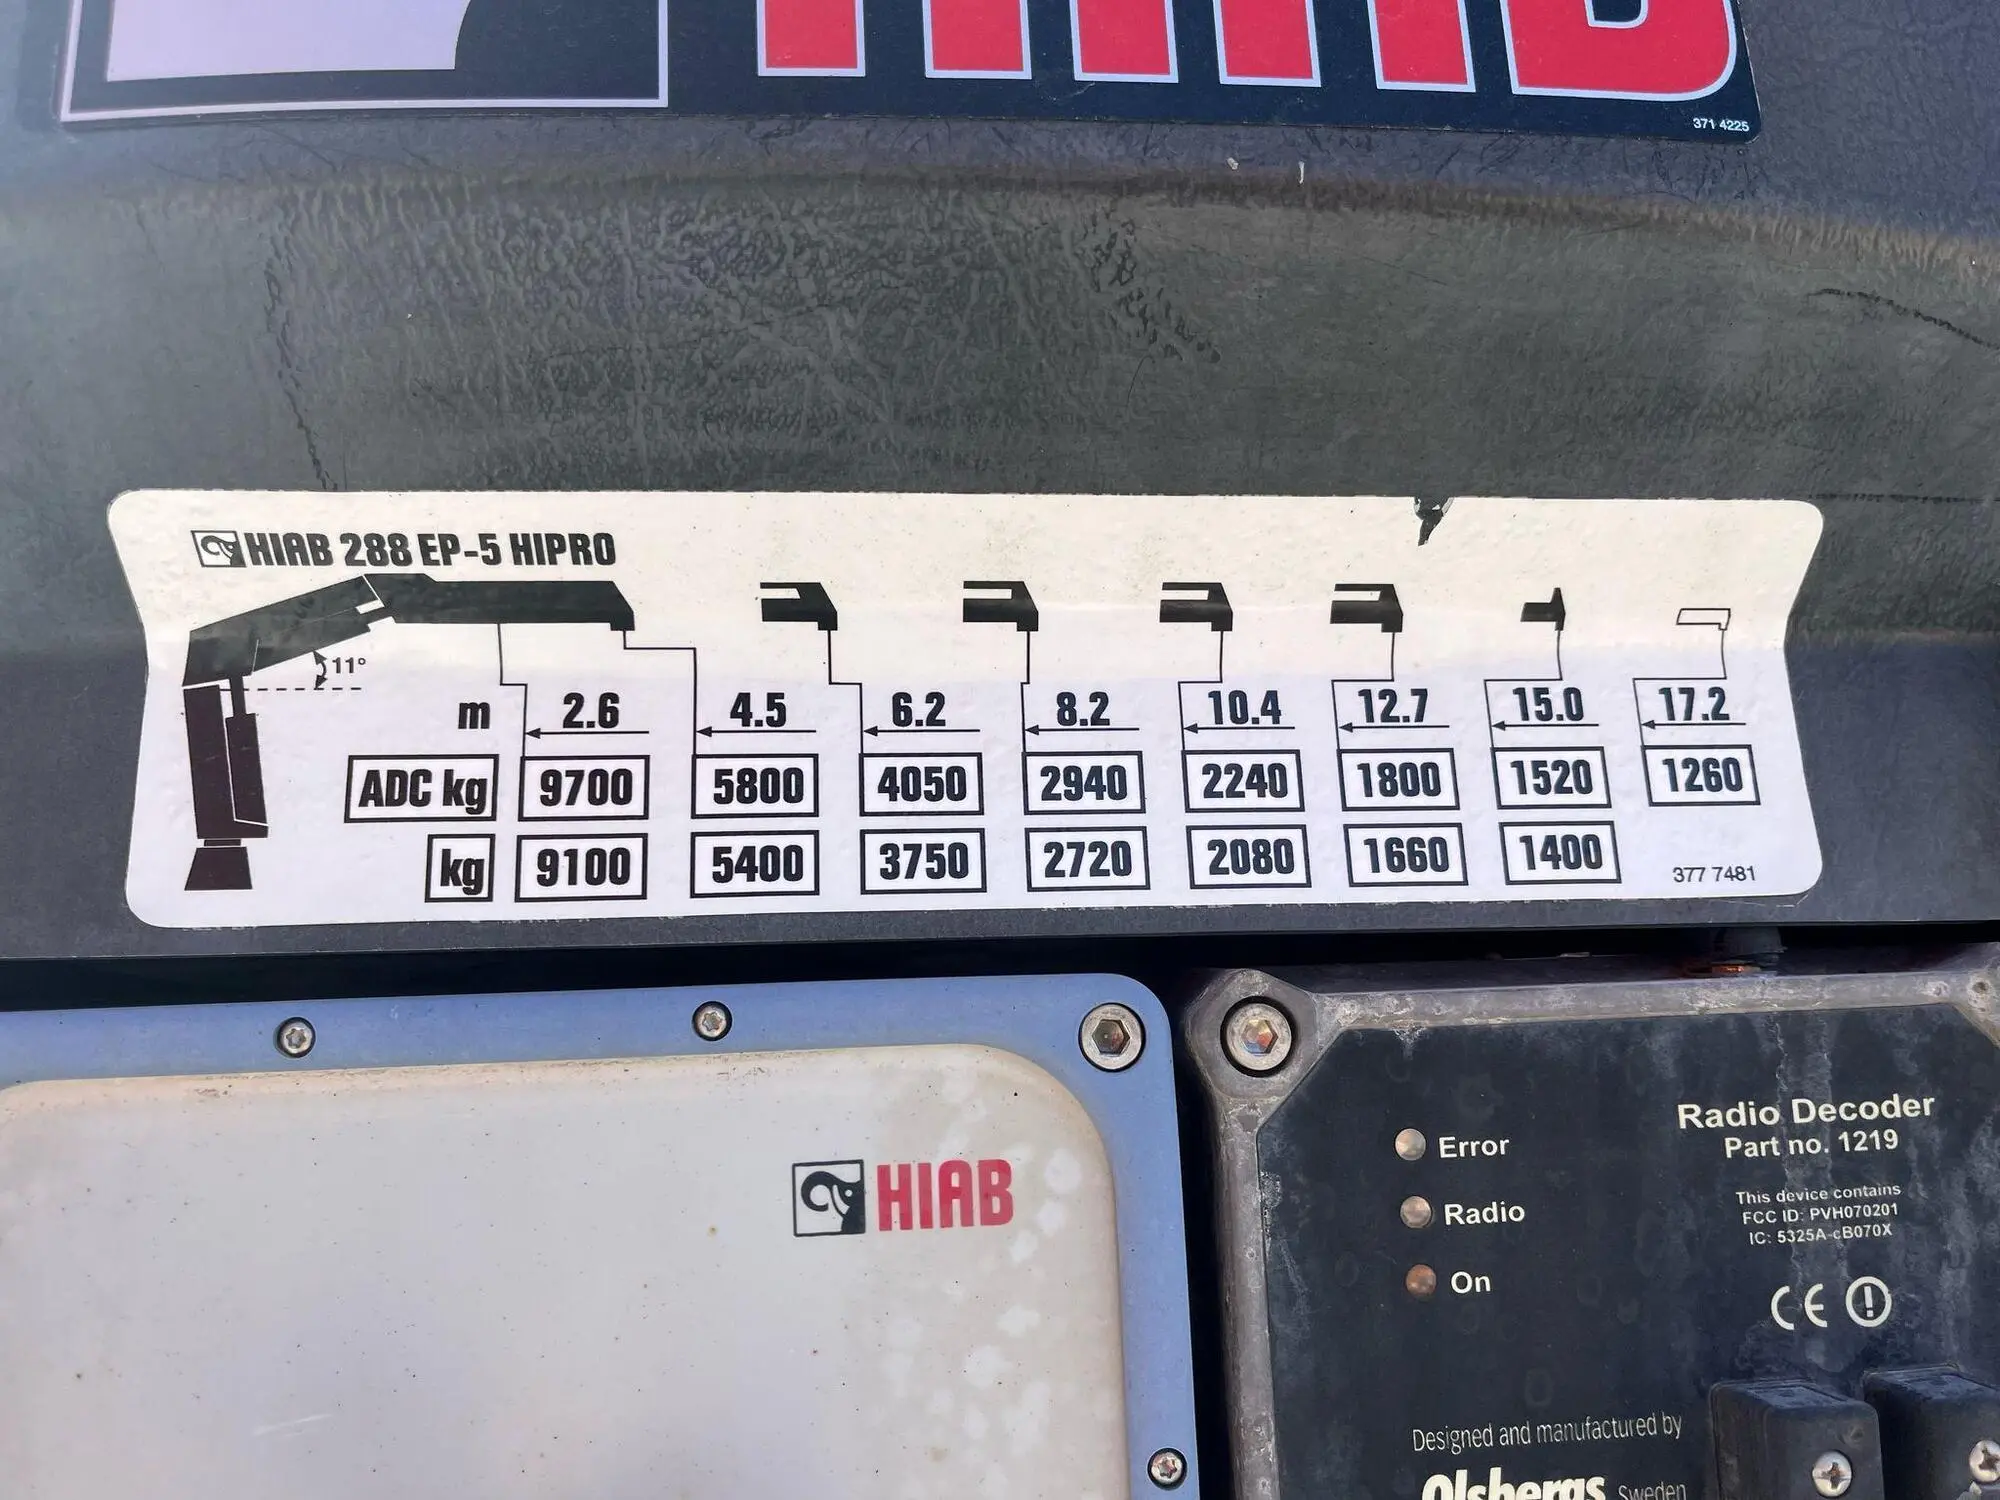 HIAB
371 4225
HIAB 288 EP-5 HIPRO
11°
m 2.6 4.5 6.2 8.2 10.4 12.7 15.0 17.2
ADC kg 9700 5800 4050 2940 2240 1800 1520 1260
kg 9100 5400 3750 2720 2080 1660 1400
377 7481
HIAB
Radio Decoder
Part no. 1219
Error
This device contains
FCC ID: PVH070201
IC: 5325A-cB070X
Radio
On
CE
Designed and manufactured by
Olsbergs Sweden